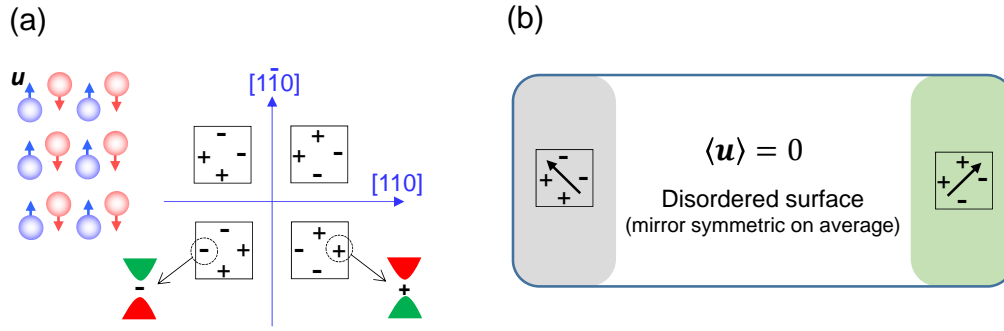 (a)
(b)
u
[11̄0]
[110]
- + 
+ - + -
+ -
- +
- + - +
+ -
-
+
⟨u⟩ = 0
Disordered surface
(mirror symmetric on average)
-
+ +
+
+
+ -
-